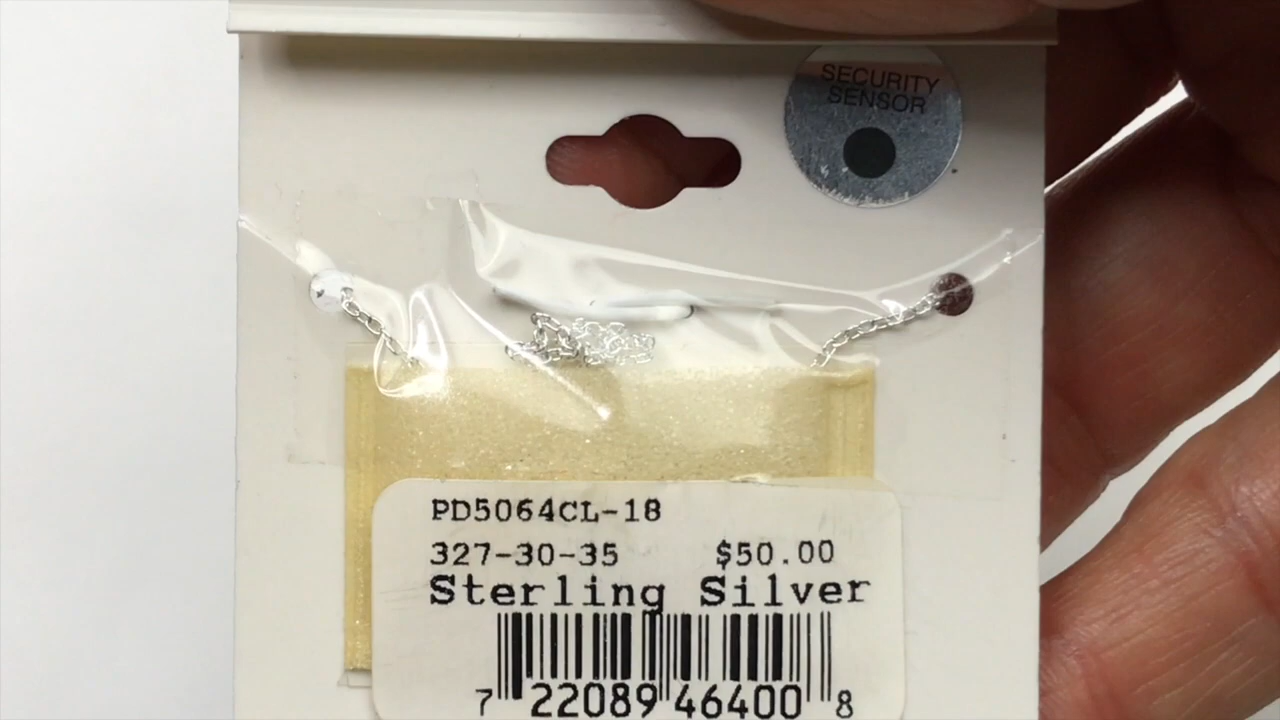 SECURITY
SENSOR
PD5064CL-18
327-30-35 $50.00
Sterling Silver
7 22089 46400 8